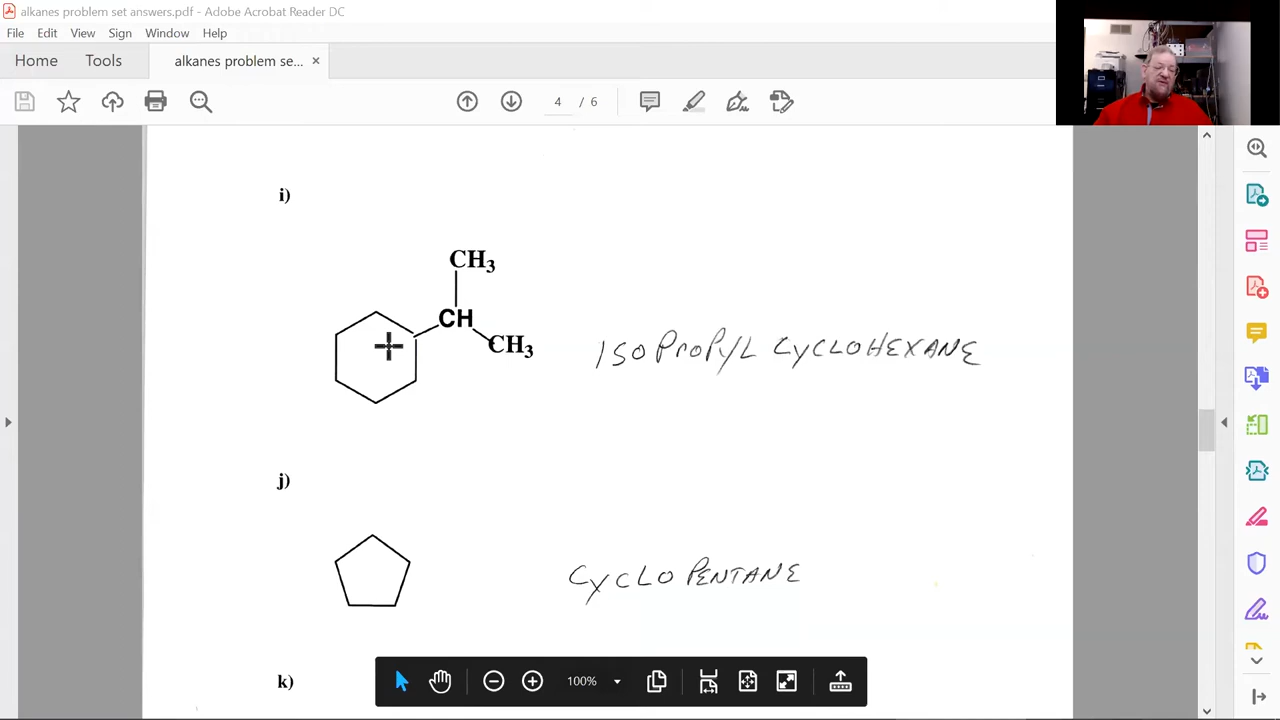 alkanes problem set answers.pdf - Adobe Acrobat Reader DC
File Edit View Sign Window Help
Home Tools alkanes problem se... ×
4 / 6
i)
CH3
CH
CH3
ISOPROPYL CYCLOHEXANE
j)
CYCLOPENTANE
k)
100%